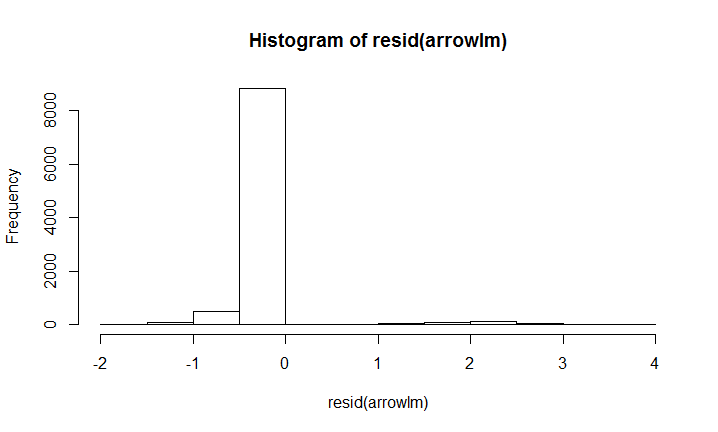 Histogram of resid(arrowlm)
Frequency
8000
6000
4000
2000
0
-2 -1 0 1 2 3 4
resid(arrowlm)